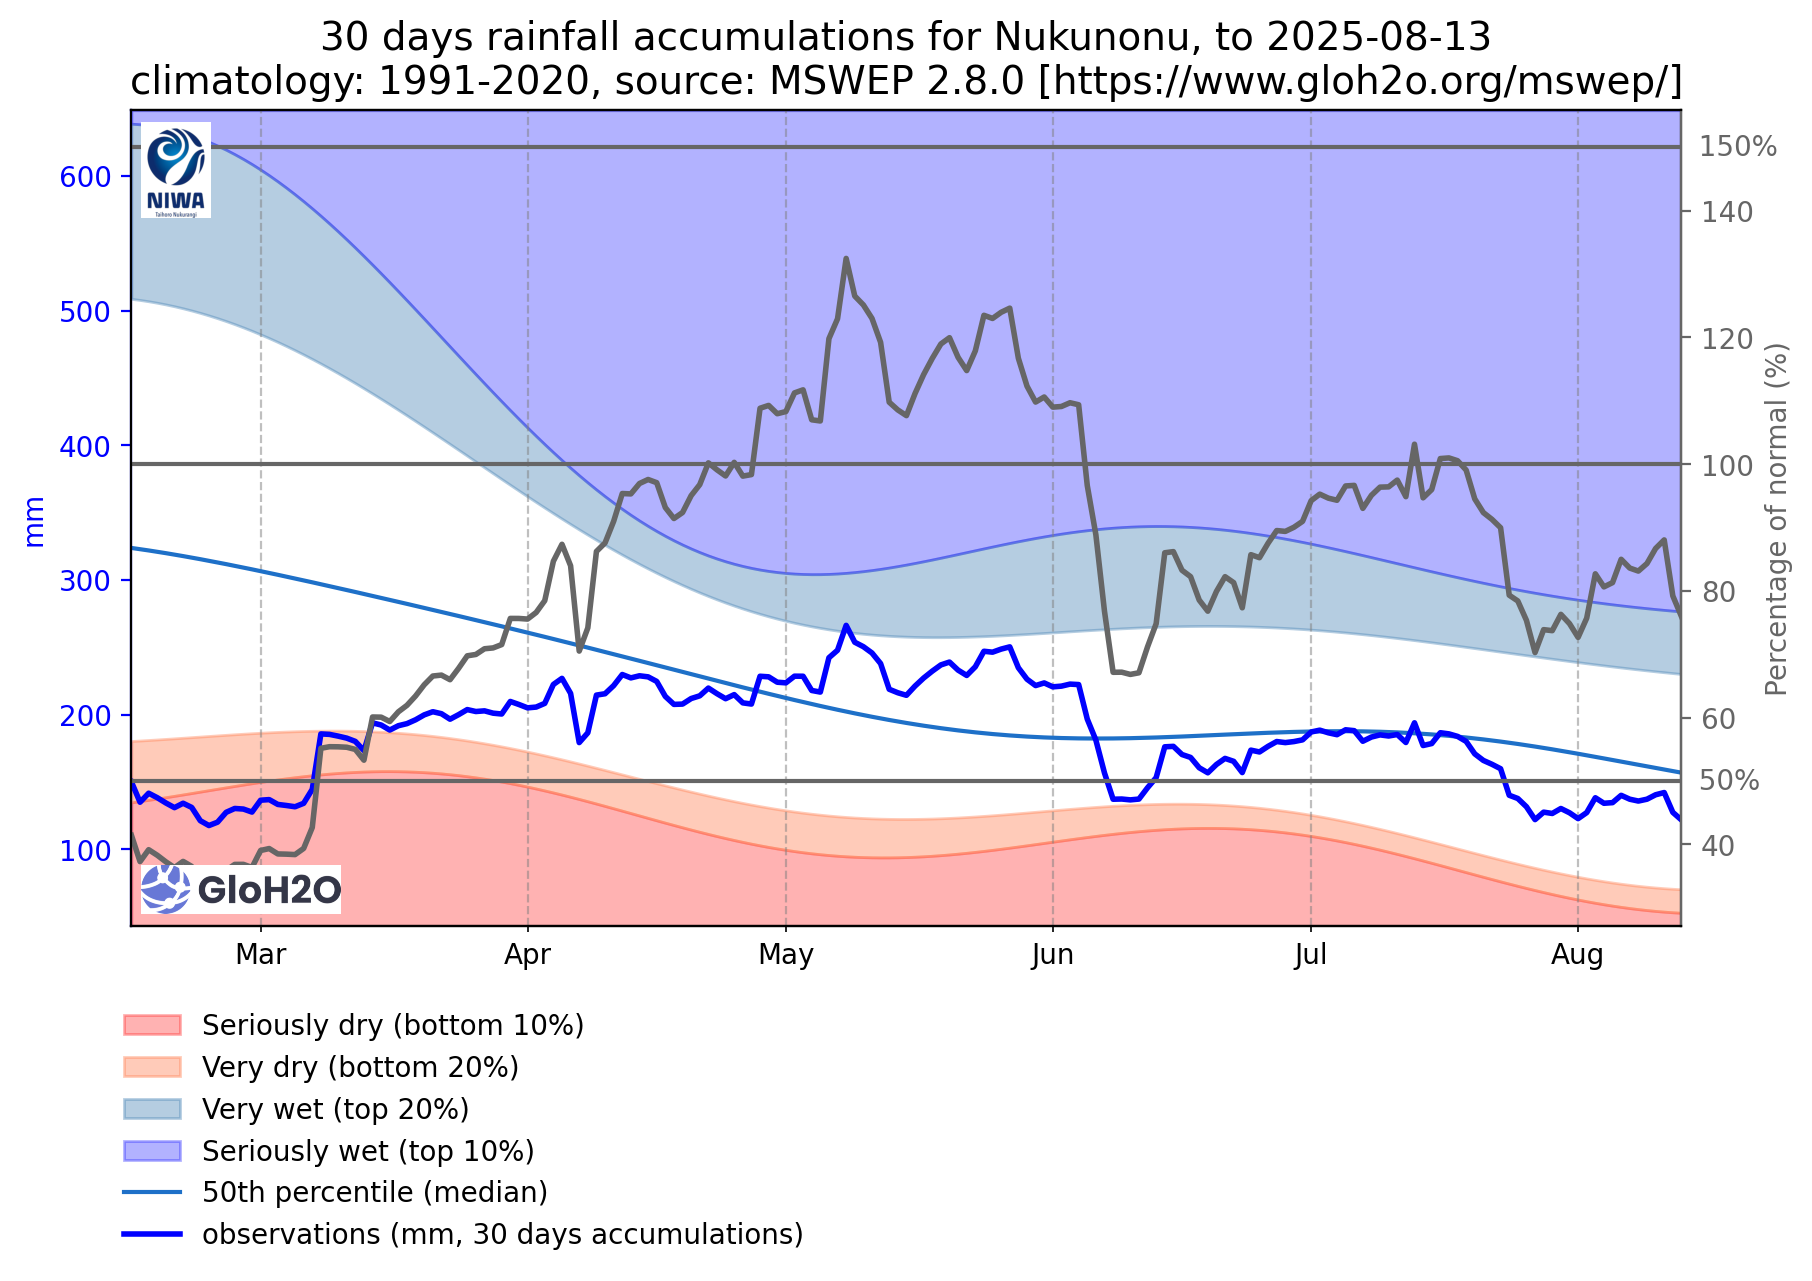 30 days rainfall accumulations for Nukunonu, to 2025-08-13
climatology: 1991-2020, source: MSWEP 2.8.0 [https://www.gloh2o.org/mswep/]
NIWA
Taihoro Nukurangi
600
500
400
300
200
100
mm
150%
140
120
100
80
60
50%
40
Percentage of normal (%)
GloH2O
Mar
Apr
May
Jun
Jul
Aug
Seriously dry (bottom 10%)
Very dry (bottom 20%)
Very wet (top 20%)
Seriously wet (top 10%)
50th percentile (median)
observations (mm, 30 days accumulations)